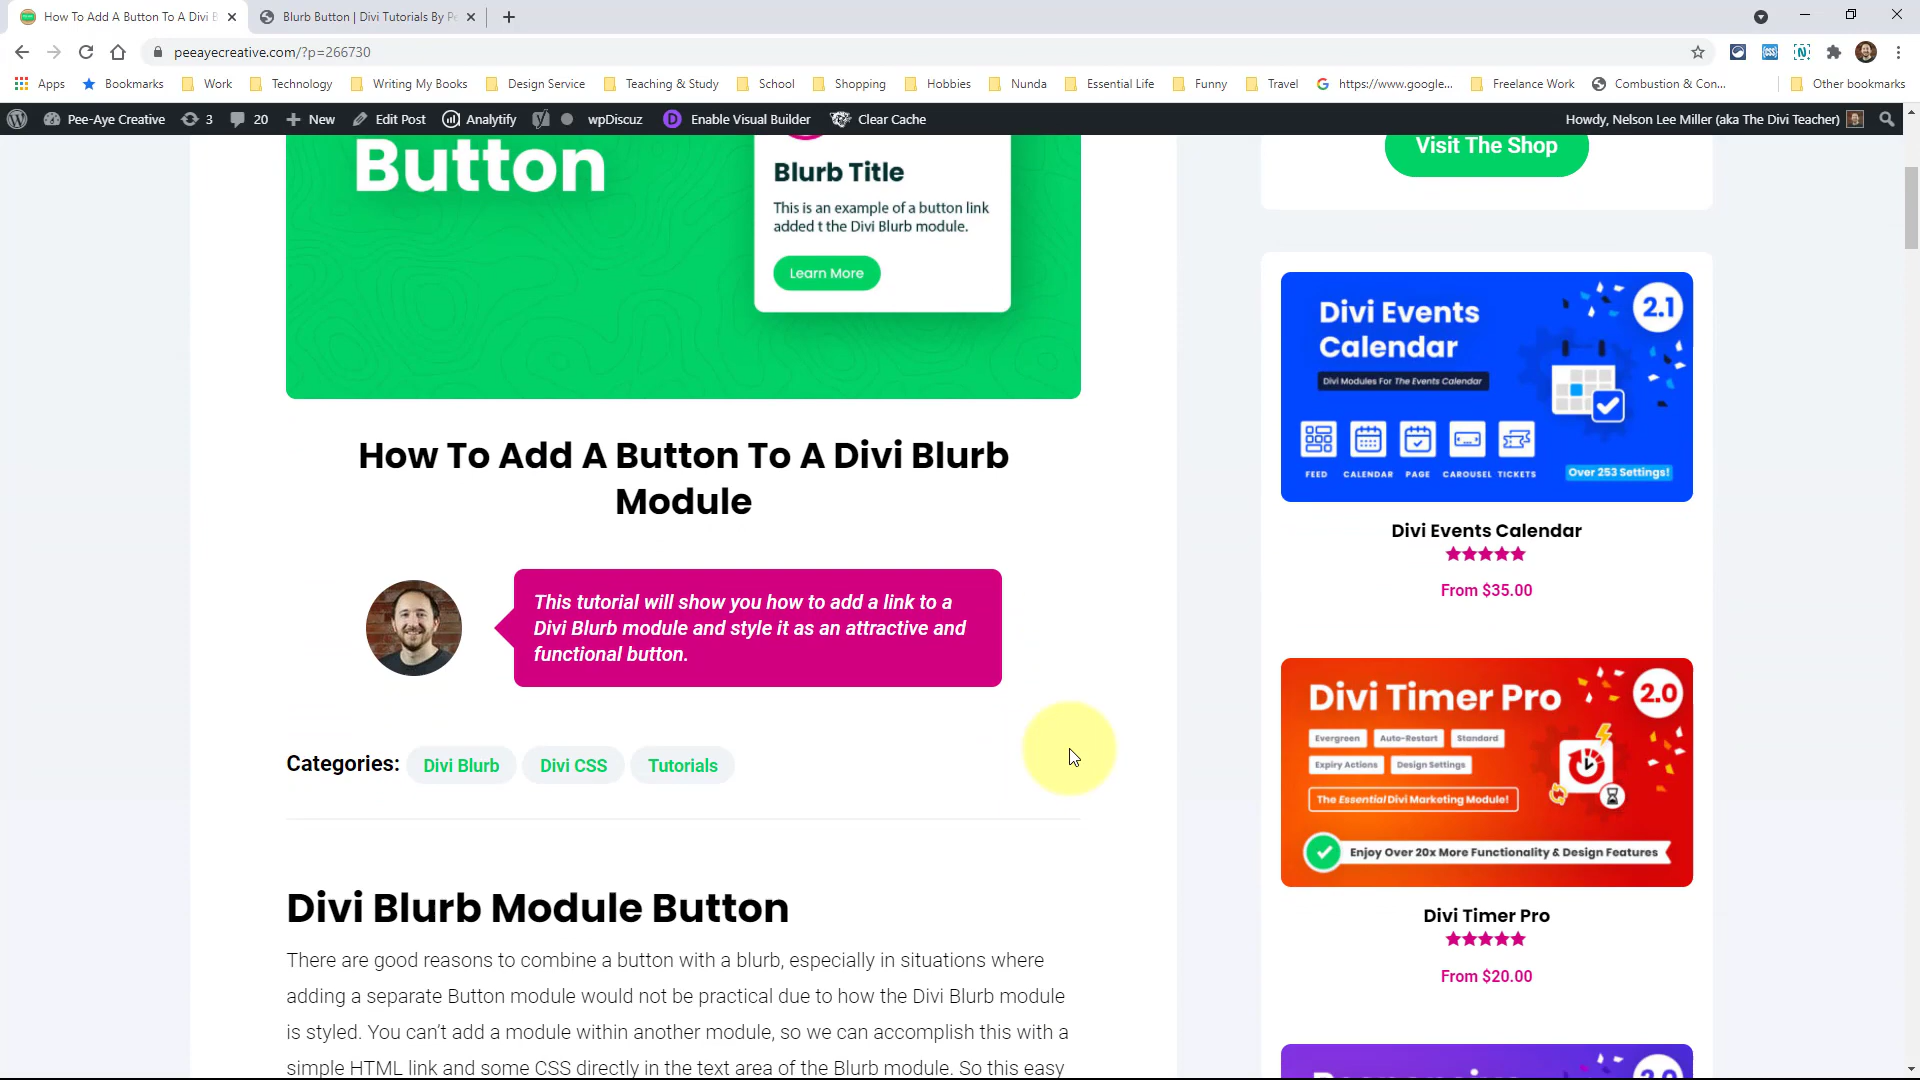 How To Add A Button To A Divi B
Blurb Button | Divi Tutorials By Pe
peeayecreative.com/?p=266730
Apps
Bookmarks
Work
Technology
Writing My Books
Design Service
Teaching & Study
School
Shopping
Hobbies
Nunda
Essential Life
Funny
Travel
https://www.google...
Freelance Work
Combustion & Con...
Other bookmarks
Pee-Aye Creative
3
20
New
Edit Post
Analytify
wpDiscuz
Enable Visual Builder
Clear Cache
Howdy, Nelson Lee Miller (aka The Divi Teacher)
Button
Blurb Title
This is an example of a button link
added t the Divi Blurb module.
Learn More
How To Add A Button To A Divi Blurb
Module
This tutorial will show you how to add a link to a
Divi Blurb module and style it as an attractive and
functional button.
Categories: Divi Blurb Divi CSS Tutorials
Divi Blurb Module Button
There are good reasons to combine a button with a blurb, especially in situations where
adding a separate Button module would not be practical due to how the Divi Blurb module
is styled. You can't add a module within another module, so we can accomplish this with a
simple HTML link and some CSS directly in the text area of the Blurb module. So this easy
Visit The Shop
Divi Events
Calendar
2.1
Divi Modules For The Events Calendar
FEED CALENDAR PAGE CAROUSEL TICKETS
Over 253 Settings!
Divi Events Calendar
From $35.00
Divi Timer Pro
2.0
Evergreen Auto-Restart Standard
Expiry Actions Design Settings
The Essential Divi Marketing Module!
Enjoy Over 20x More Functionality & Design Features
Divi Timer Pro
From $20.00